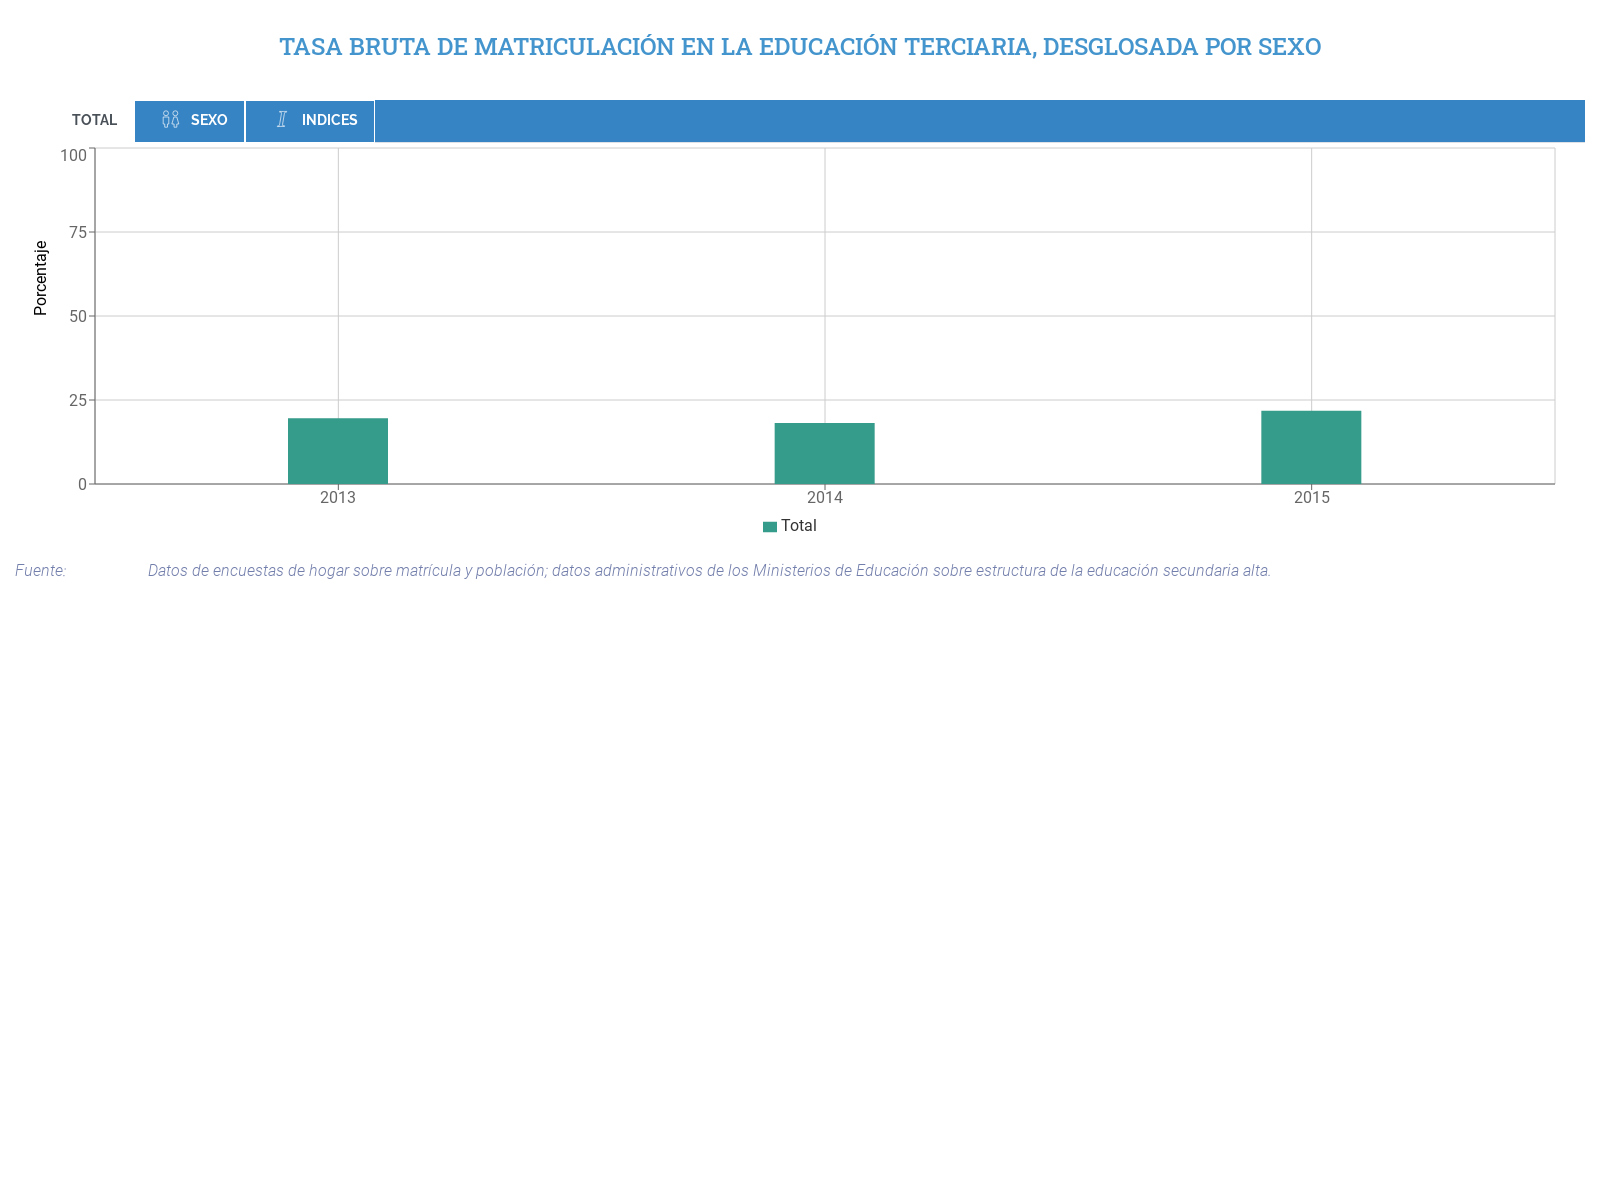 TASA BRUTA DE MATRICULACIÓN EN LA EDUCACIÓN TERCIARIA, DESGLOSADA POR SEXO
TOTAL SEXO INDICES
100
75
50
25
0
Porcentaje
2013 2014 2015
Total
Fuente: Datos de encuestas de hogar sobre matrícula y población; datos administrativos de los Ministerios de Educación sobre estructura de la educación secundaria alta.